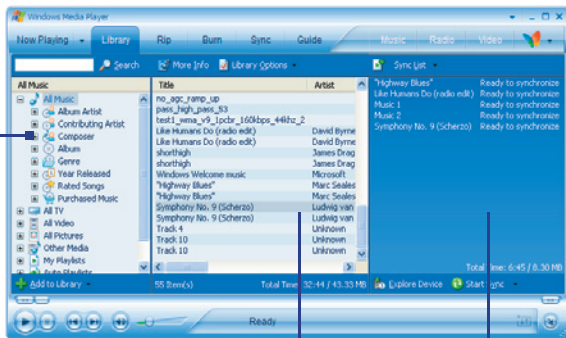 Windows Media Player
Now Playing Library Rip Burn Sync Guide Music Radio Video
Search More Info Library Options Sync List
All Music
All Music
Album Artist
Contributing Artist
Composer
Album
Genre
Year Released
Rated Songs
Purchased Music
All TV
All Video
All Pictures
Other Media
My Playlists
Auto Playlists
Title Artist
no_agc_ramp_up
pass_high_pass_53
test1_wma_v9_1pcbr_160kbps_44khz_2
Like Humans Do (radio edit) David Byrne
Like Humans Do (radio edit) David Byrne
shorthigh James Drag
shorthigh James Drag
Windows Welcome music Microsoft
"Highway Blues" Marc Seales
"Highway Blues" Marc Seales
Symphony No. 9 (Scherzo) Ludwig van
Symphony No. 9 (Scherzo) Ludwig van
Track 4 Unknown
Track 10 Unknown
Track 10 Unknown
"Highway Blues" Ready to synchronize
Like Humans Do (radio edit) Ready to synchronize
Music 1 Ready to synchronize
Music 2 Ready to synchronize
Symphony No. 9 (Scherzo) Ready to synchronize
Total Time: 6:45 / 8.30 MB
Add to Library 55 Item(s) Total Time: 32:44 / 43.33 MB Explore Device Start Sync
Ready